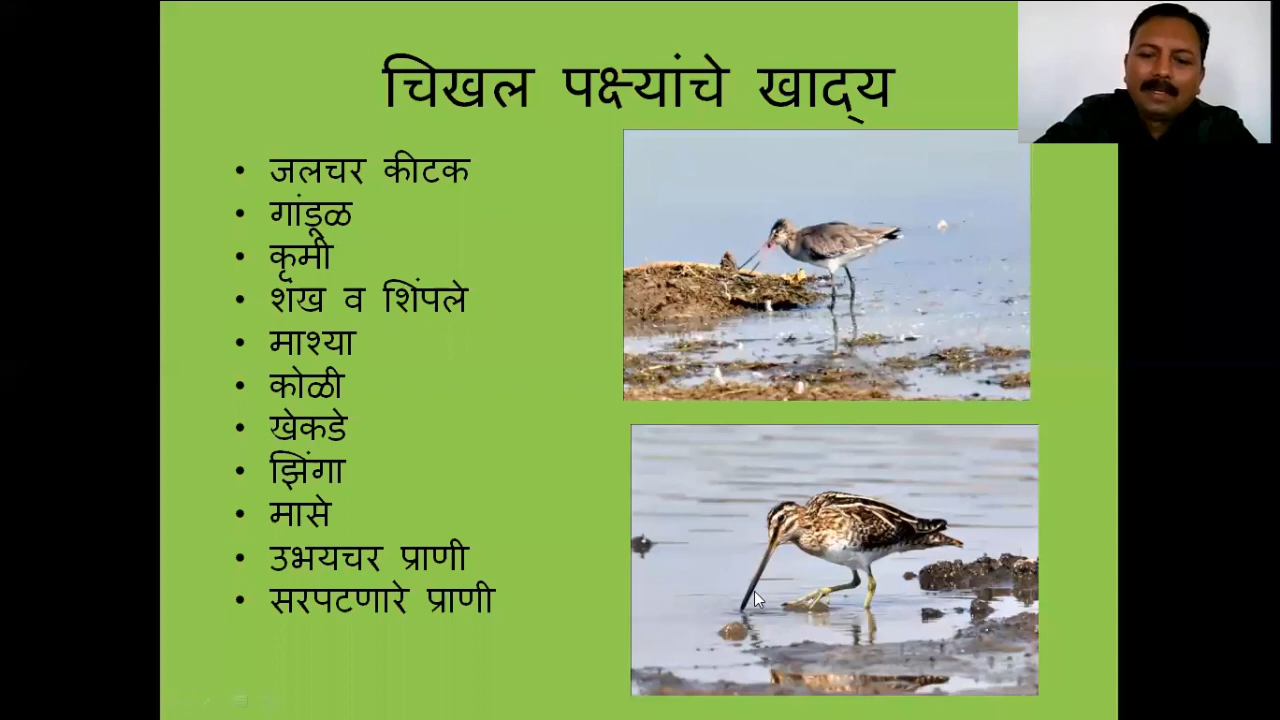 चिखल पक्ष्यांचे खाद्‌य
• जलचर कीटक
• गांडूळ
• कृमी
• शंख व शिंपले
• माश्या
• कोळी
• खेकडे
• झिंगा
• मासे
• उभयचर प्राणी
• सरपटणारे प्राणी